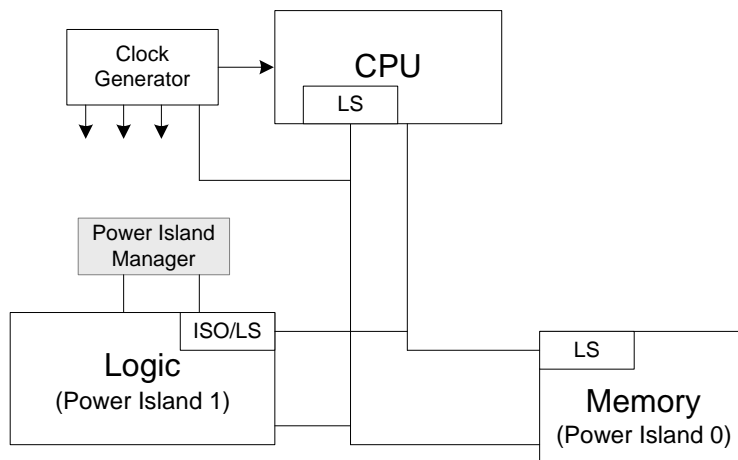 Clock
Generator
CPU
LS
Power Island
Manager
ISO/LS
Logic
(Power Island 1)
LS
Memory
(Power Island 0)